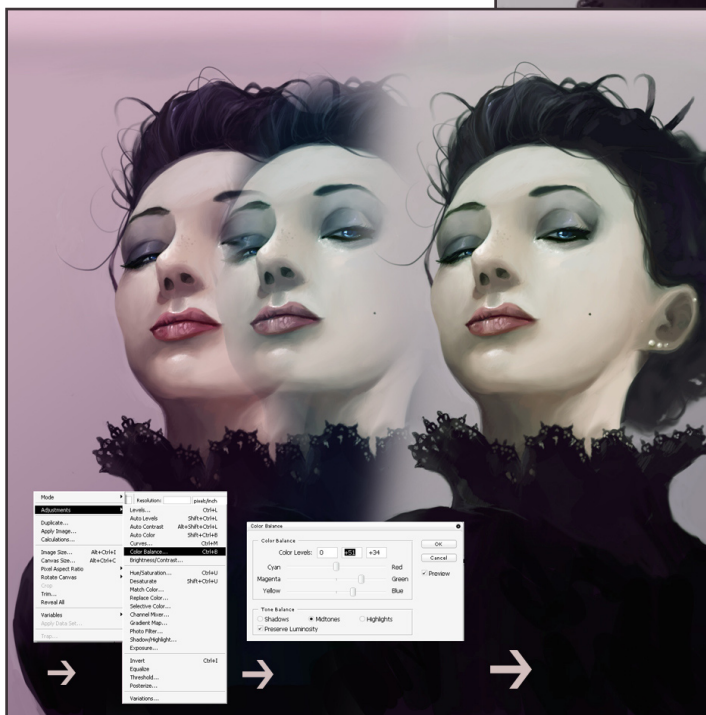 Mode
Adjustments
Duplicate...
Apply Image...
Calculations...
Image Size... Alt+Ctrl+I
Canvas Size... Alt+Ctrl+C
Pixel Aspect Ratio
Rotate Canvas
Crop
Trim...
Reveal All
Variables
Apply Data Set...
Trap...
Resolution: pixels/inch
Levels... Ctrl+L
Auto Levels Shift+Ctrl+L
Auto Contrast Alt+Shift+Ctrl+L
Auto Color Shift+Ctrl+B
Curves... Ctrl+M
Color Balance... Ctrl+B
Brightness/Contrast...
Hue/Saturation... Ctrl+U
Desaturate Shift+Ctrl+U
Match Color...
Replace Color...
Selective Color...
Channel Mixer...
Gradient Map...
Photo Filter...
Shadow/Highlight...
Exposure...
Invert Ctrl+I
Equalize
Threshold...
Posterize...
Variations...
Color Balance
Color Balance
Color Levels: 0 +51 +34
Cyan Red
Magenta Green
Yellow Blue
Tone Balance
Shadows Midtones Highlights
Preserve Luminosity
OK
Cancel
Preview